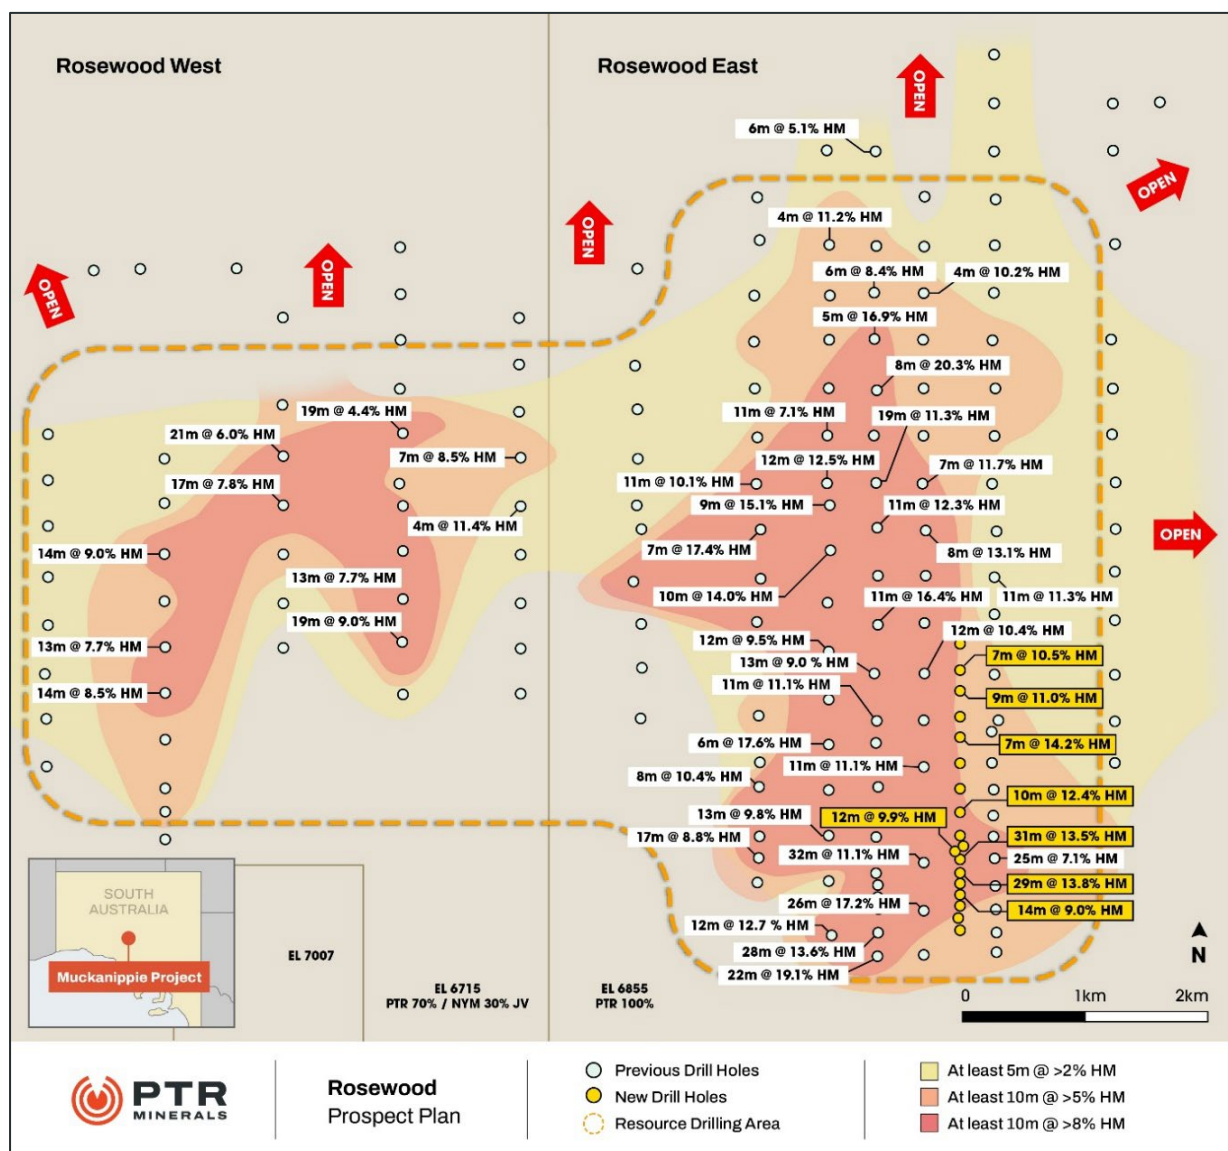 Rosewood West
Rosewood East
OPEN
6m @ 5.1% HM
OPEN
OPEN
4m @ 11.2% HM
OPEN
OPEN
6m @ 8.4% HM
4m @ 10.2% HM
5m @ 16.9% HM
8m @ 20.3% HM
19m @ 4.4% HM
11m @ 7.1% HM
19m @ 11.3% HM
21m @ 6.0% HM
7m @ 8.5% HM
12m @ 12.5% HM
7m @ 11.7% HM
17m @ 7.8% HM
11m @ 10.1% HM
9m @ 15.1% HM
11m @ 12.3% HM
4m @ 11.4% HM
OPEN
14m @ 9.0% HM
7m @ 17.4% HM
8m @ 13.1% HM
13m @ 7.7% HM
10m @ 14.0% HM
11m @ 16.4% HM
11m @ 11.3% HM
19m @ 9.0% HM
12m @ 9.5% HM
12m @ 10.4% HM
13m @ 7.7% HM
13m @ 9.0 % HM
7m @ 10.5% HM
11m @ 11.1% HM
14m @ 8.5% HM
9m @ 11.0% HM
6m @ 17.6% HM
7m @ 14.2% HM
11m @ 11.1% HM
8m @ 10.4% HM
10m @ 12.4% HM
13m @ 9.8% HM
12m @ 9.9% HM
17m @ 8.8% HM
31m @ 13.5% HM
32m @ 11.1% HM
25m @ 7.1% HM
29m @ 13.8% HM
26m @ 17.2% HM
14m @ 9.0% HM
12m @ 12.7 % HM
28m @ 13.6% HM
22m @ 19.1% HM
SOUTH
AUSTRALIA
Muckanippie Project
EL 7007
EL 6715
PTR 70% / NYM 30% JV
EL 6855
PTR 100%
N
0 1km 2km
PTR
MINERALS
Rosewood
Prospect Plan
Previous Drill Holes
New Drill Holes
Resource Drilling Area
At least 5m @ >2% HM
At least 10m @ >5% HM
At least 10m @ >8% HM